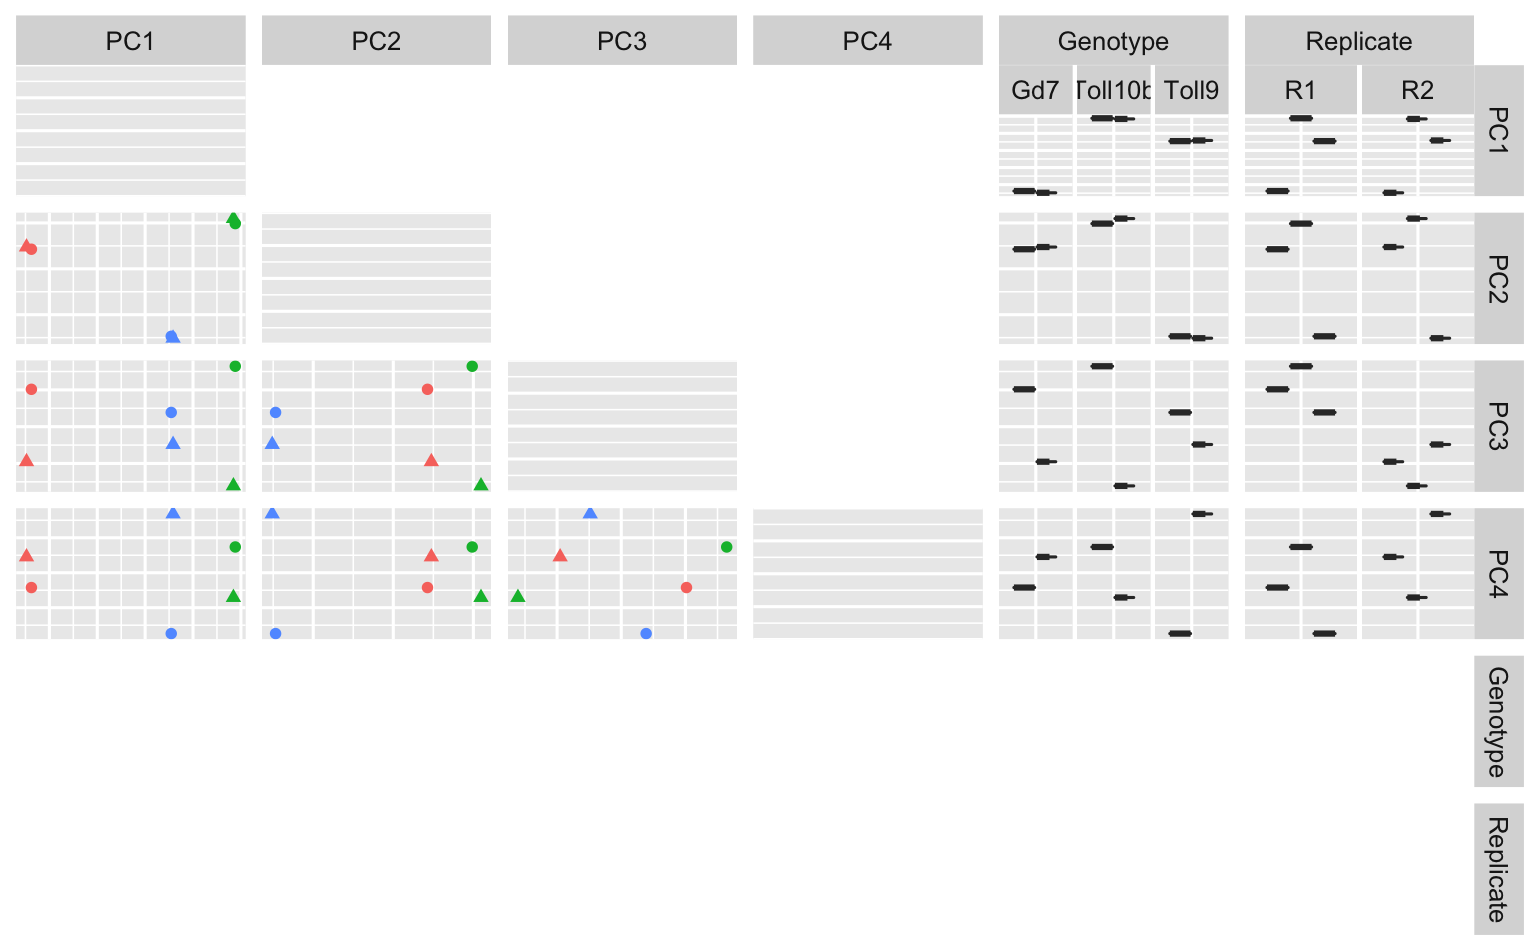 PC1 PC2 PC3 PC4 Genotype Replicate
Gd7 Toll10b Toll9 R1 R2
PC1
PC2
PC3
PC4
Genotype
Replicate